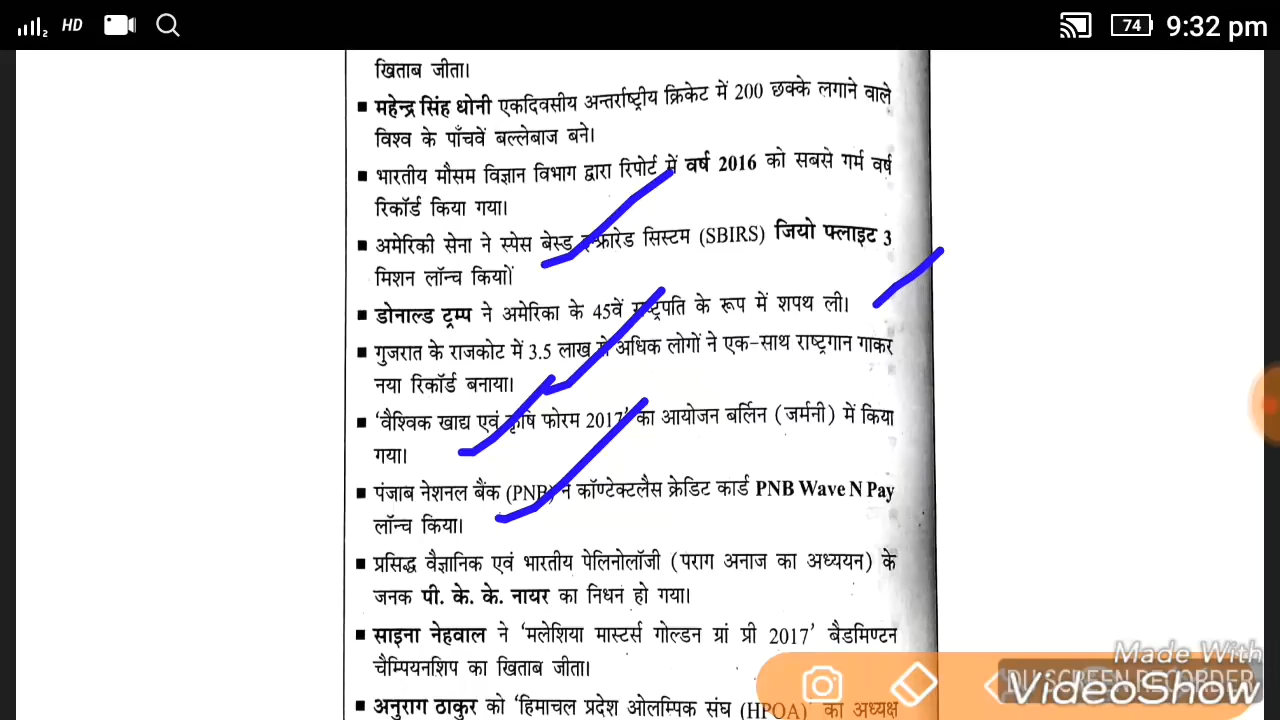 HD 74 9:32 pm
खिताब जीता।
▪ महेन्द्र सिंह धोनी एकदिवसीय अन्तर्राष्ट्रीय क्रिकेट में 200 छक्के लगाने वाले
विश्व के पाँचवें बल्लेबाज बने।
▪ भारतीय मौसम विज्ञान विभाग द्वारा रिपोर्ट में वर्ष 2016 को सबसे गर्म वर्ष
रिकॉर्ड किया गया।
▪ अमेरिकी सेना ने स्पेस बेस्ड इन्फ्रारेड सिस्टम (SBIRS) जियो फ्लाइट 3
मिशन लॉन्च किया।
▪ डोनाल्ड ट्रम्प ने अमेरिका के 45वें राष्ट्रपति के रूप में शपथ ली।
▪ गुजरात के राजकोट में 3.5 लाख से अधिक लोगों ने एक-साथ राष्ट्रगान गाकर
नया रिकॉर्ड बनाया।
▪ 'वैश्विक खाद्य एवं कृषि फोरम 2017' का आयोजन बर्लिन (जर्मनी) में किया
गया।
▪ पंजाब नेशनल बैंक (PNB) ने कॉण्टेक्टलैस क्रेडिट कार्ड PNB Wave N Pay
लॉन्च किया।
▪ प्रसिद्ध वैज्ञानिक एवं भारतीय पेलिनोलॉजी (पराग अनाज का अध्ययन) के
जनक पी. के. के. नायर का निधन हो गया।
▪ साइना नेहवाल ने 'मलेशिया मास्टर्स गोल्डन ग्रां प्री 2017' बैडमिण्टन
चैम्पियनशिप का खिताब जीता।
▪ अनुराग ठाकुर को 'हिमाचल प्रदेश ओलम्पिक संघ (HPOA) का अध्यक्ष
Made With
DU SCREEN RECORDER
VideoShow